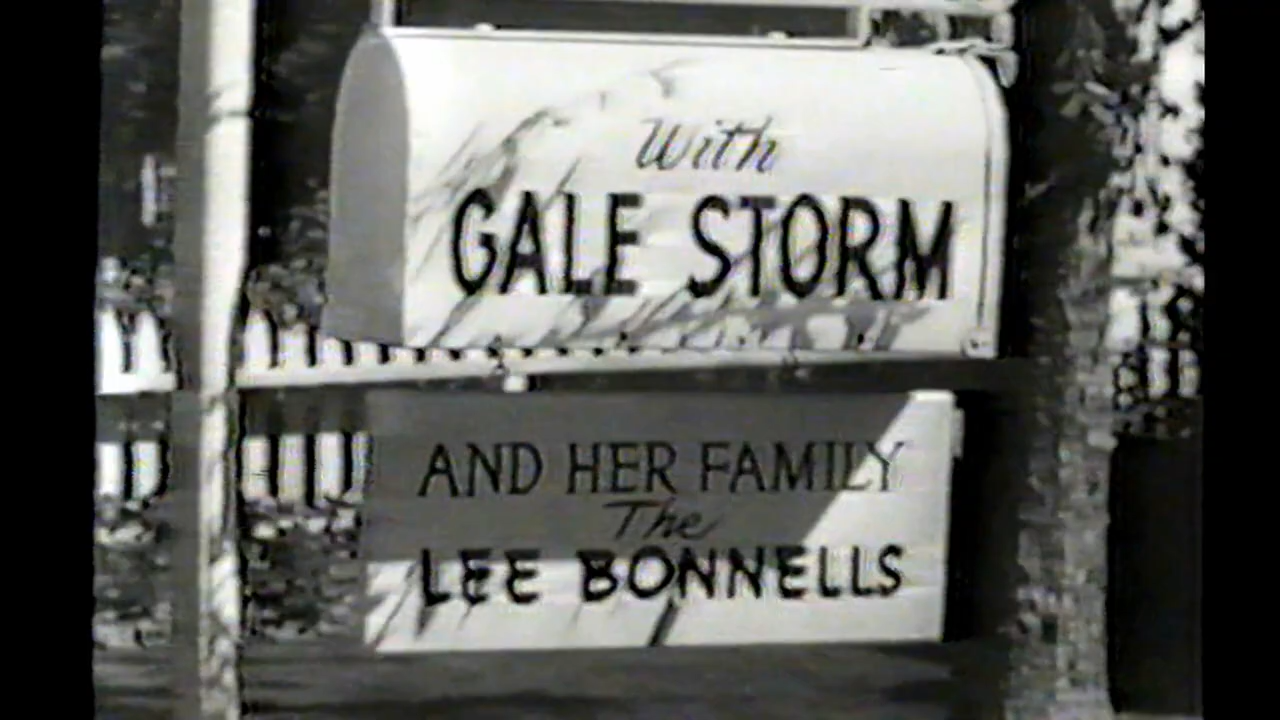 With
GALE STORM
AND HER FAMILY
The
LEE BONNELLS